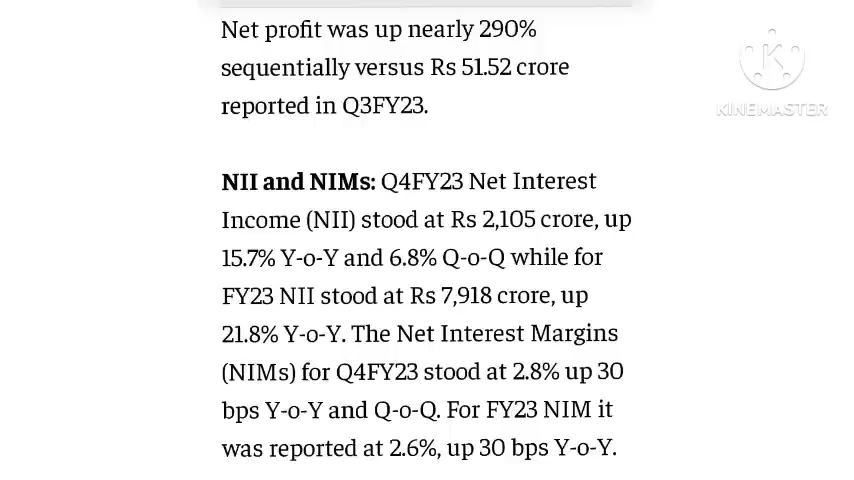 Net profit was up nearly 290%
sequentially versus Rs 51.52 crore
reported in Q3FY23.
NII and NIMs: Q4FY23 Net Interest
Income (NII) stood at Rs 2,105 crore, up
15.7% Y-o-Y and 6.8% Q-o-Q while for
FY23 NII stood at Rs 7,918 crore, up
21.8% Y-o-Y. The Net Interest Margins
(NIMs) for Q4FY23 stood at 2.8% up 30
bps Y-o-Y and Q-o-Q. For FY23 NIM it
was reported at 2.6%, up 30 bps Y-o-Y.
K
KINEMASTER